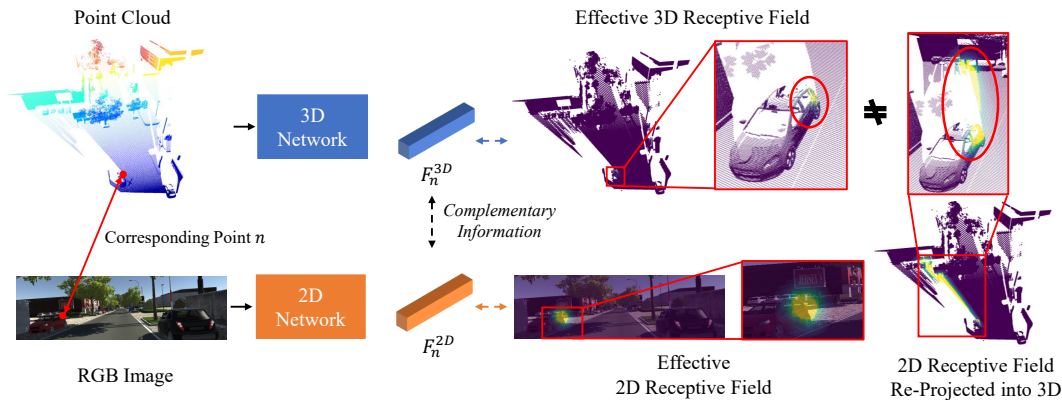 Point Cloud
Effective 3D Receptive Field
3D
Network
F_n^{3D}
≠
Complementary
Information
Corresponding Point n
2D
Network
F_n^{2D}
RGB Image
Effective
2D Receptive Field
2D Receptive Field
Re-Projected into 3D